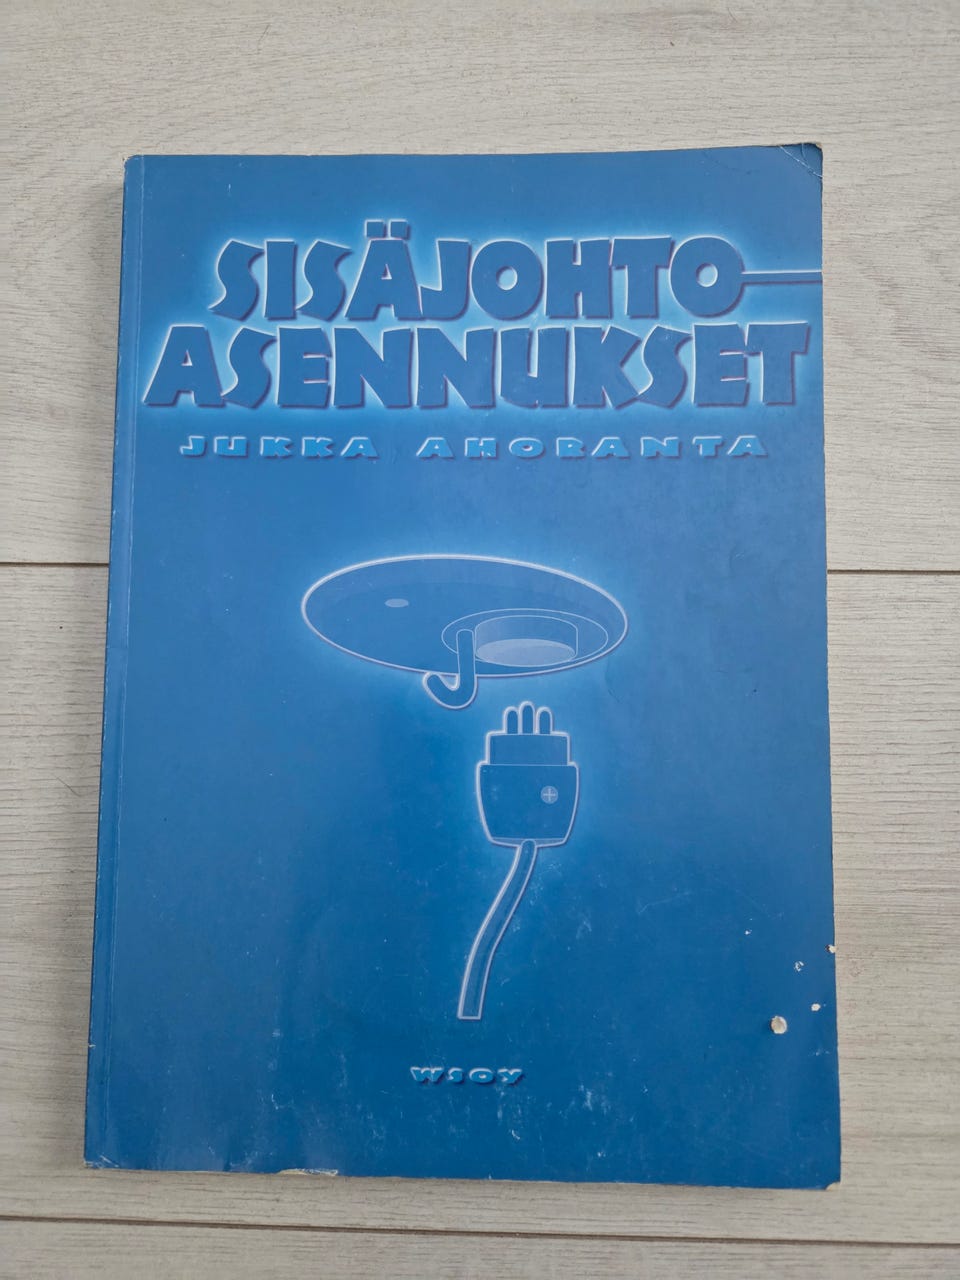 SISÄJOHTO-
ASENNUKSET
JUKKA AHORANTA
WSOY